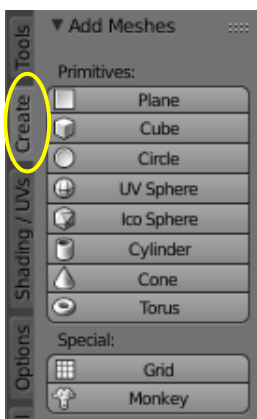 Tools
Create
Shading / UVs
Options
Add Meshes
Primitives:
Plane
Cube
Circle
UV Sphere
Ico Sphere
Cylinder
Cone
Torus
Special:
Grid
Monkey